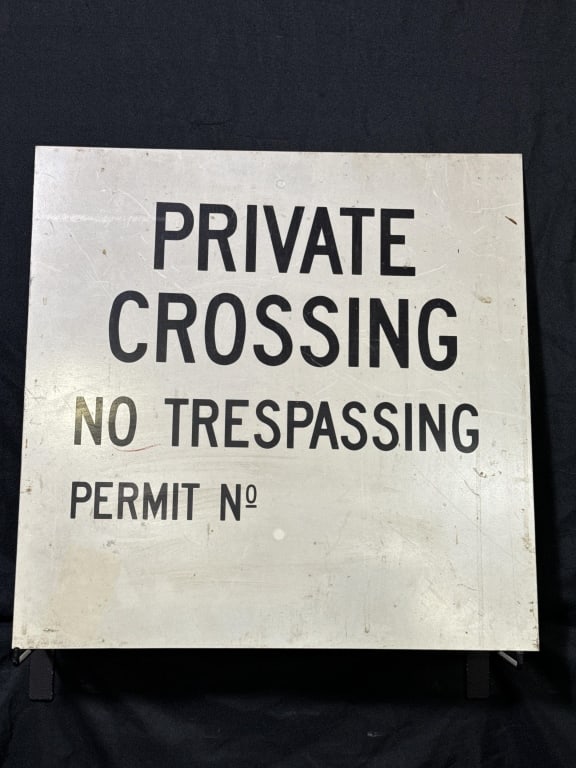 PRIVATE
CROSSING
NO TRESPASSING
PERMIT Nº